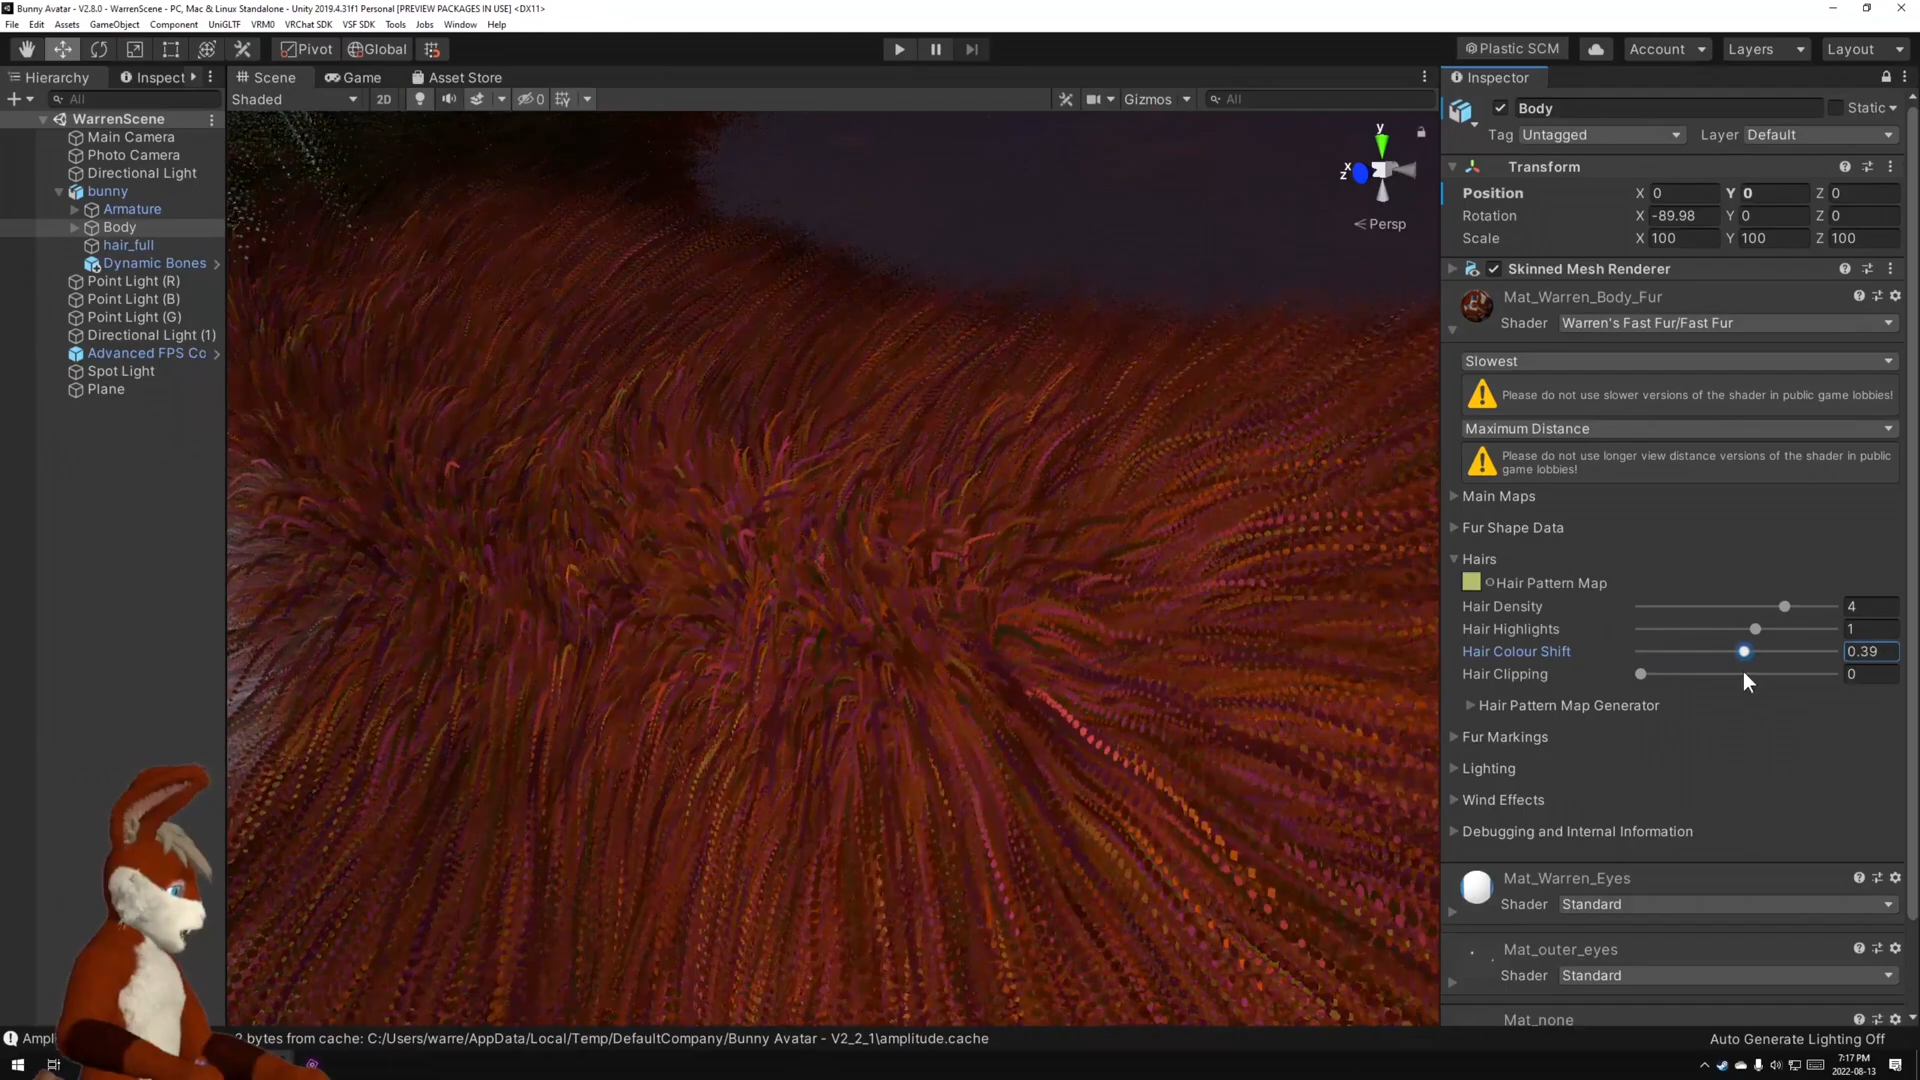 Bunny Avatar - V2.8.0 - WarrenScene - PC, Mac & Linux Standalone - Unity 2019.4.31f1 Personal [PREVIEW PACKAGES IN USE] <DX11>
File Edit Assets GameObject Component UniGLTF VRM0 VRChat SDK VSF SDK Tools Jobs Window Help
Pivot Global Plastic SCM Account Layers Layout
Hierarchy Inspect Scene Game Asset Store Inspector
All Shaded 2D 0 Gizmos All
WarrenScene
Main Camera
Photo Camera
Directional Light
bunny
Armature
Body
hair_full
Dynamic Bones
Point Light (R)
Point Light (B)
Point Light (G)
Directional Light (1)
Advanced FPS Co
Spot Light
Plane
y
x
z
Persp
Body Static
Tag Untagged Layer Default
Transform
Position X 0 Y 0 Z 0
Rotation X -89.98 Y 0 Z 0
Scale X 100 Y 100 Z 100
Skinned Mesh Renderer
Mat_Warren_Body_Fur
Shader Warren's Fast Fur/Fast Fur
Slowest
Please do not use slower versions of the shader in public game lobbies!
Maximum Distance
Please do not use longer view distance versions of the shader in public
game lobbies!
Main Maps
Fur Shape Data
Hairs
Hair Pattern Map
Hair Density 4
Hair Highlights 1
Hair Colour Shift 0.39
Hair Clipping 0
Hair Pattern Map Generator
Fur Markings
Lighting
Wind Effects
Debugging and Internal Information
Mat_Warren_Eyes
Shader Standard
Mat_outer_eyes
Shader Standard
Mat_none
Ampl 2 bytes from cache: C:/Users/warre/AppData/Local/Temp/DefaultCompany/Bunny Avatar - V2_2_1\amplitude.cache
Auto Generate Lighting Off
7:17 PM
2022-08-13